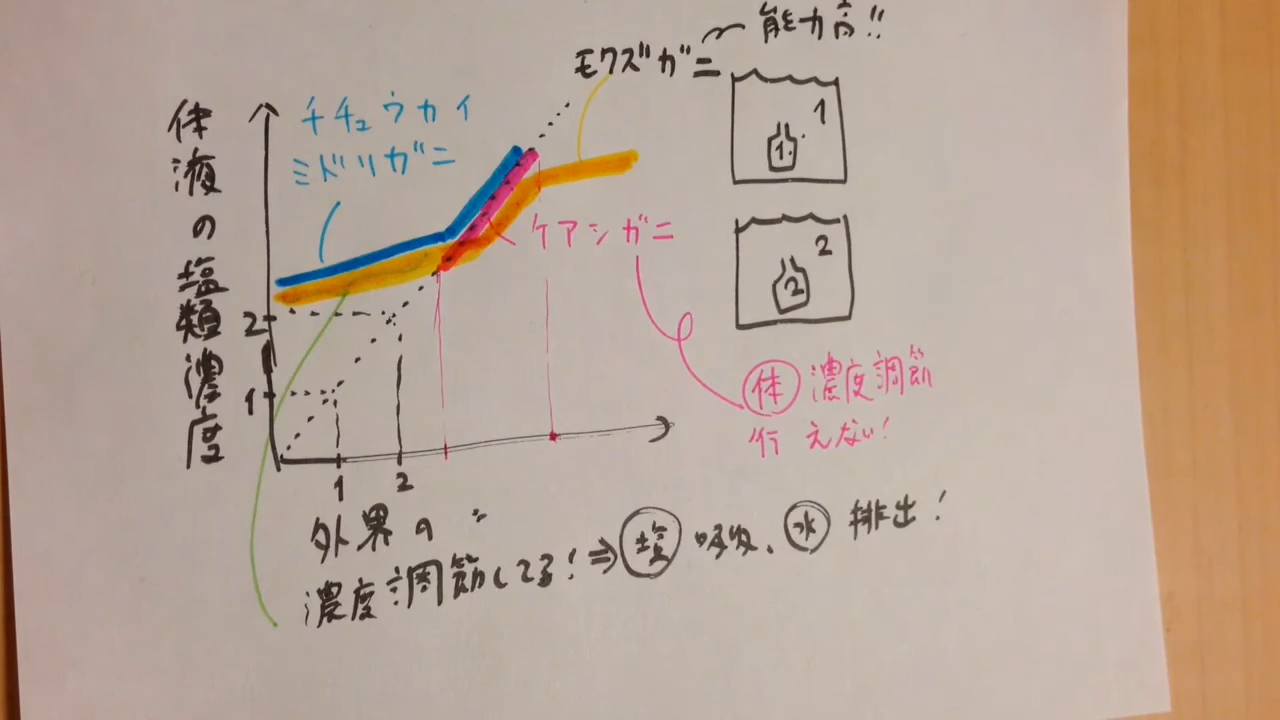 能力高!!
モクズガニ
チチュウカイ
ミドリガニ
体液の塩類濃度
ケアシガニ
1
1
2
2
2
1
1
2
体 濃度調節
行えない!
外界の 〃
濃度調節してる!⇒塩 吸収、水 排出!